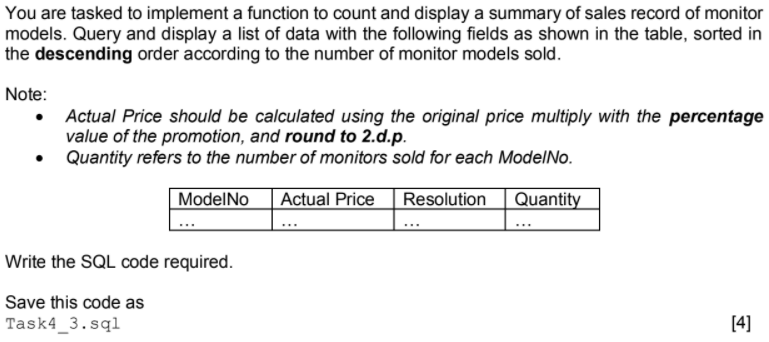 You are tasked to implement a function to count and display a summary of sales record of monitor
models. Query and display a list of data with the following fields as shown in the table, sorted in
the descending order according to the number of monitor models sold.
Note:
• Actual Price should be calculated using the original price multiply with the percentage
value of the promotion, and round to 2.d.p.
• Quantity refers to the number of monitors sold for each ModelNo.
ModelNo Actual Price Resolution Quantity
... ... ... ...
Write the SQL code required.
Save this code as
Task4_3.sql [4]